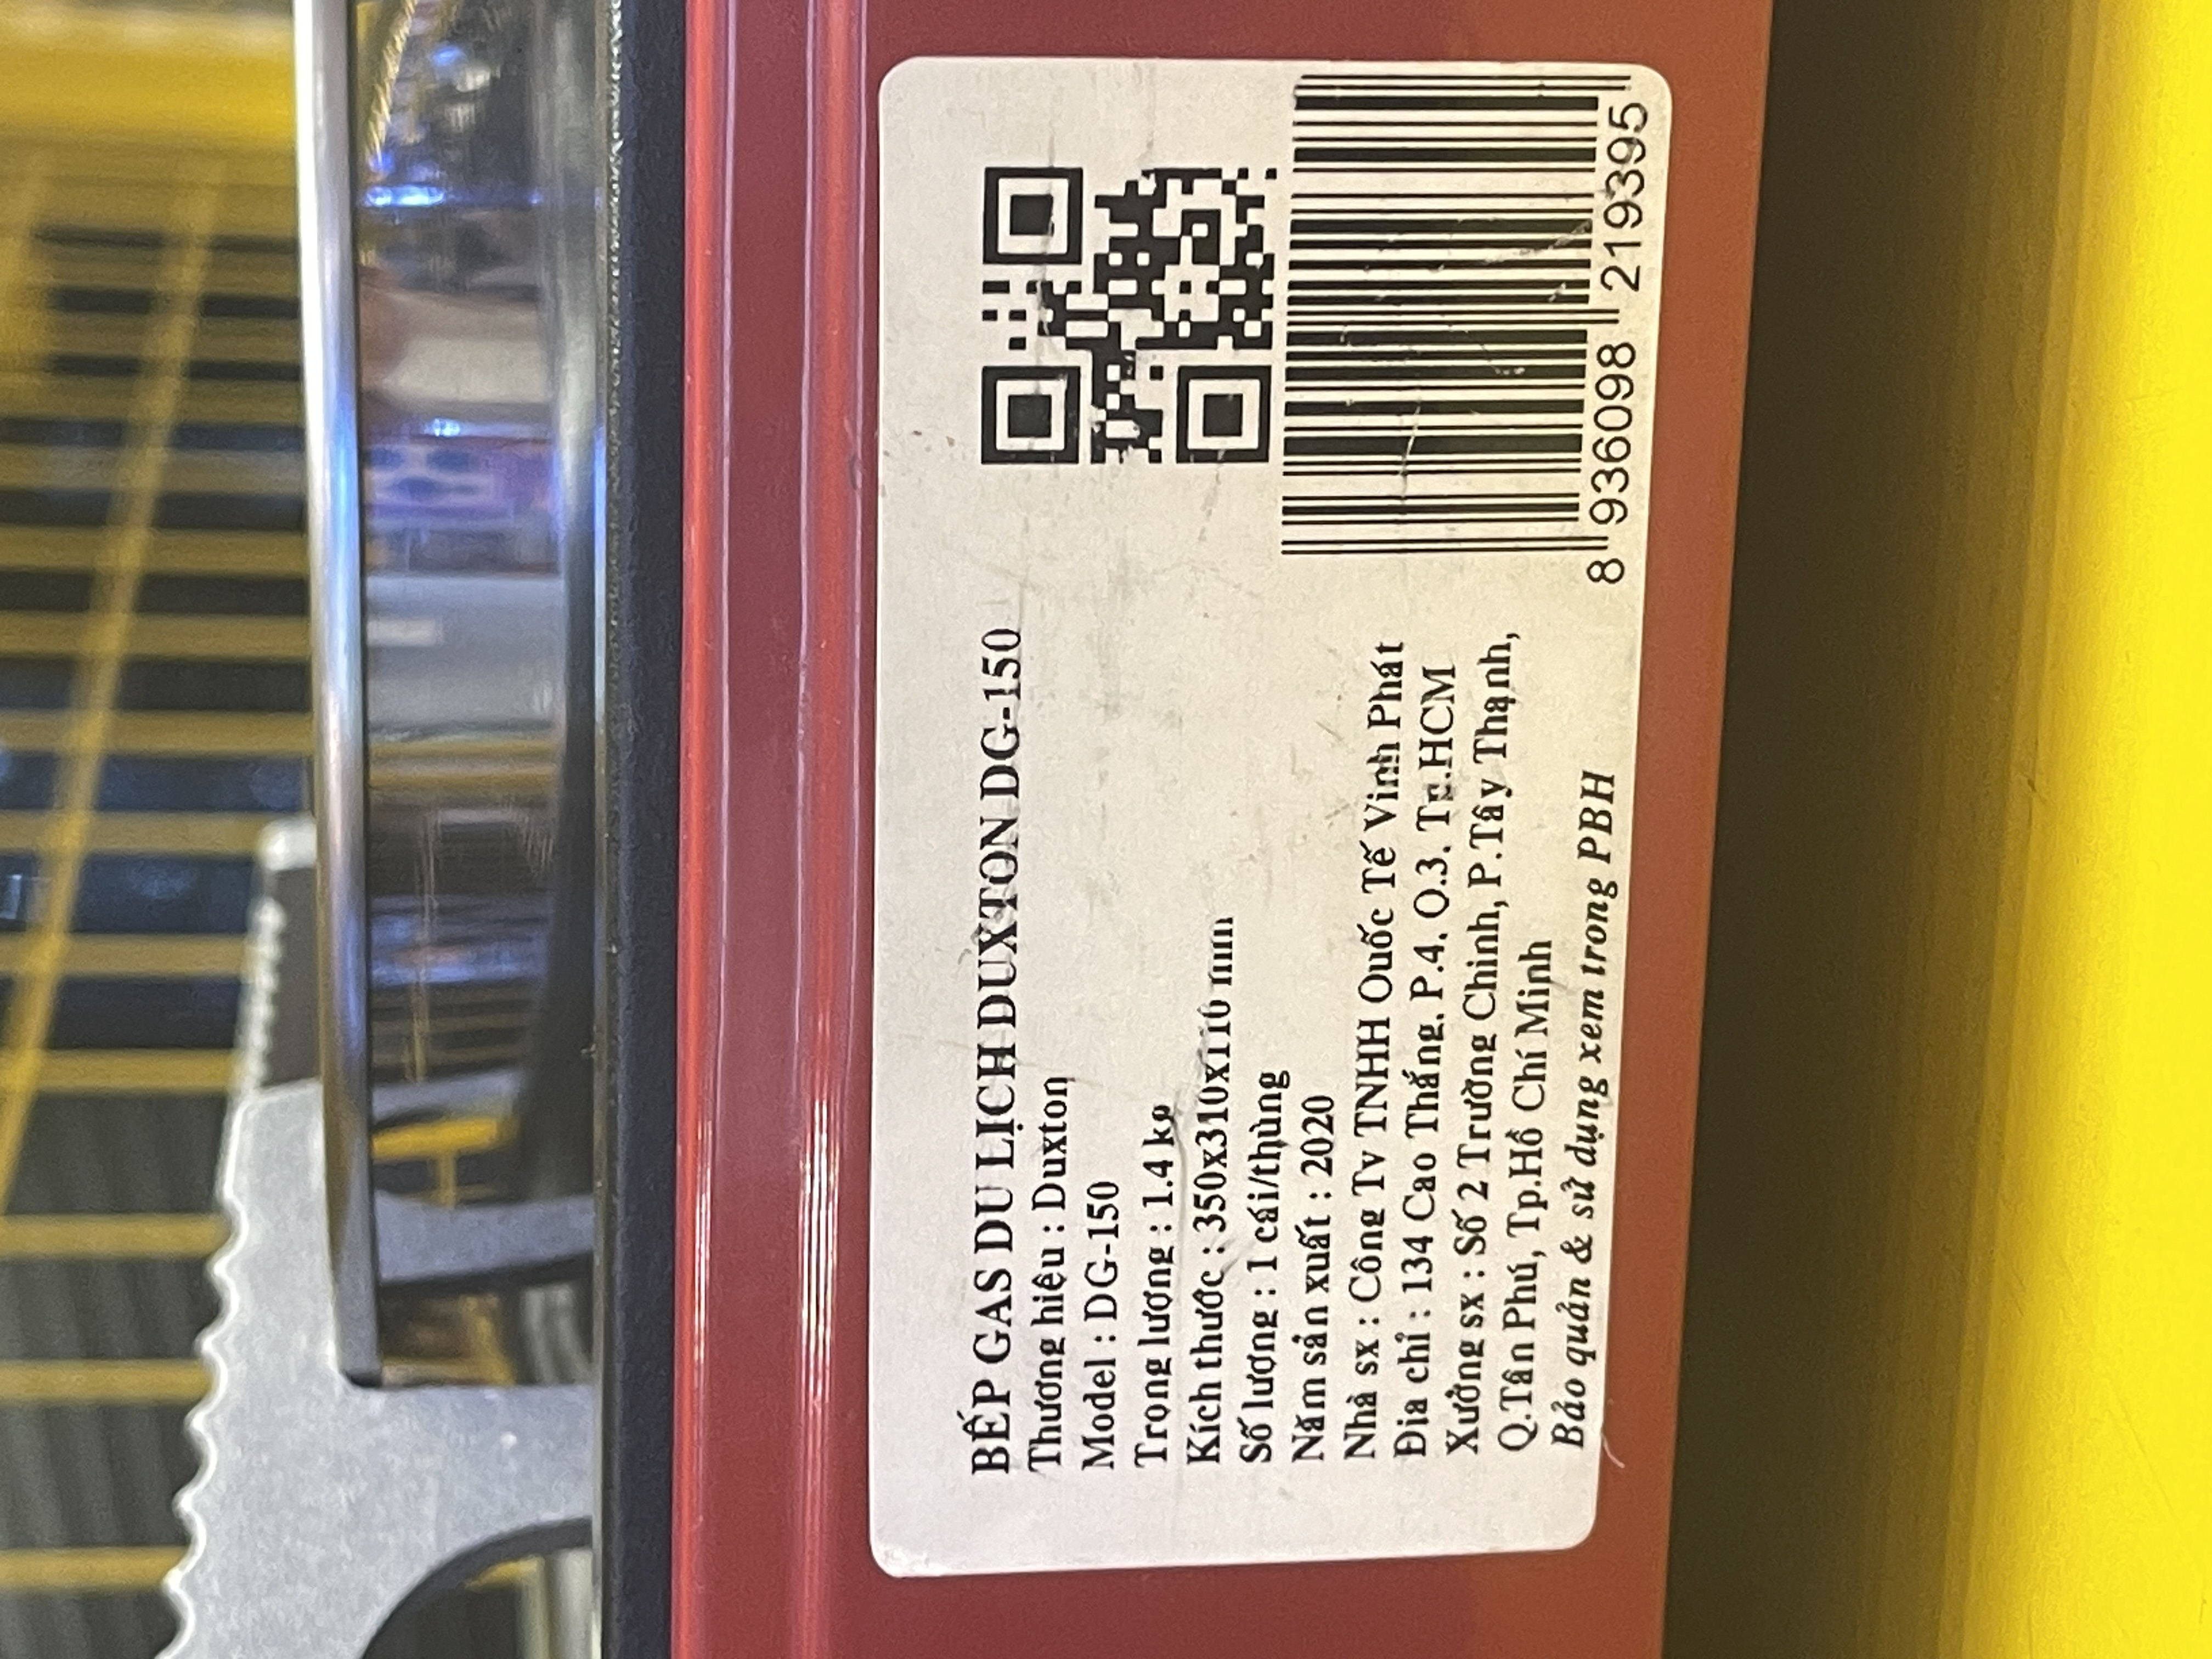 BẾP GAS DU LỊCH DUXTON DG-150
Thương hiệu : Duxton
Model : DG-150
Trọng lượng : 1.4 kg
Kích thước : 350x310x110 mm
Số lượng : 1 cái/thùng
Năm sản xuất : 2020
Nhà sx : Công Ty TNHH Quốc Tế Vinh Phát
Địa chỉ : 134 Cao Thắng, P.4, Q.3, Tp.HCM
Xưởng sx : Số 2 Trường Chinh, P.Tây Thạnh,
Q.Tân Phú, Tp.Hồ Chí Minh
Bảo quản & sử dụng xem trong PBH
8 936098 219395